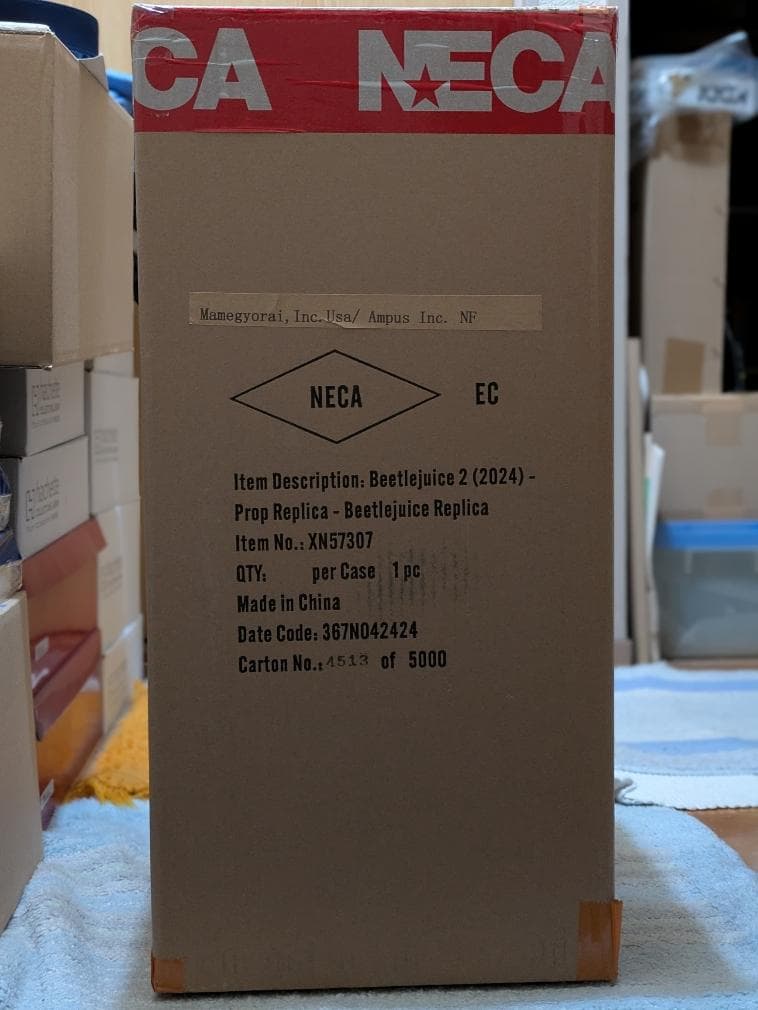 CA NECA
Mamegyorai,Inc.Usa/ Ampus Inc. NF
NECA EC
Item Description: Beetlejuice 2 (2024) -
Prop Replica - Beetlejuice Replica
Item No.: XN57307
QTY: per Case 1 pc
Made in China
Date Code: 367N042424
Carton No.: 4513 of 5000
hachette